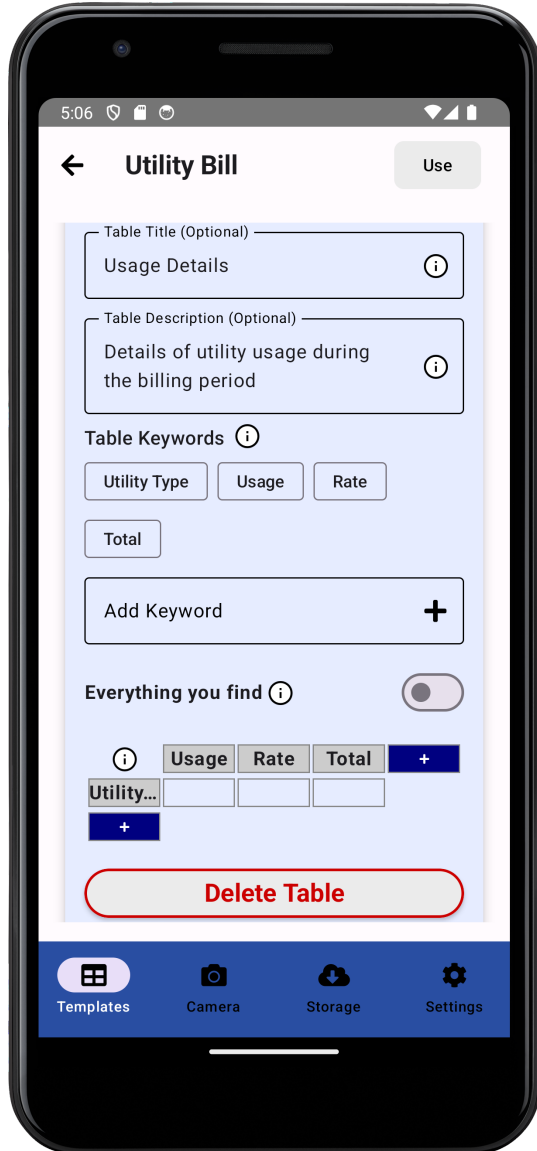 5:06
Utility Bill
Use
Table Title (Optional)
Usage Details
Table Description (Optional)
Details of utility usage during
the billing period
Table Keywords
Utility Type Usage Rate
Total
Add Keyword +
Everything you find
Usage Rate Total +
Utility...
+
Delete Table
Templates Camera Storage Settings